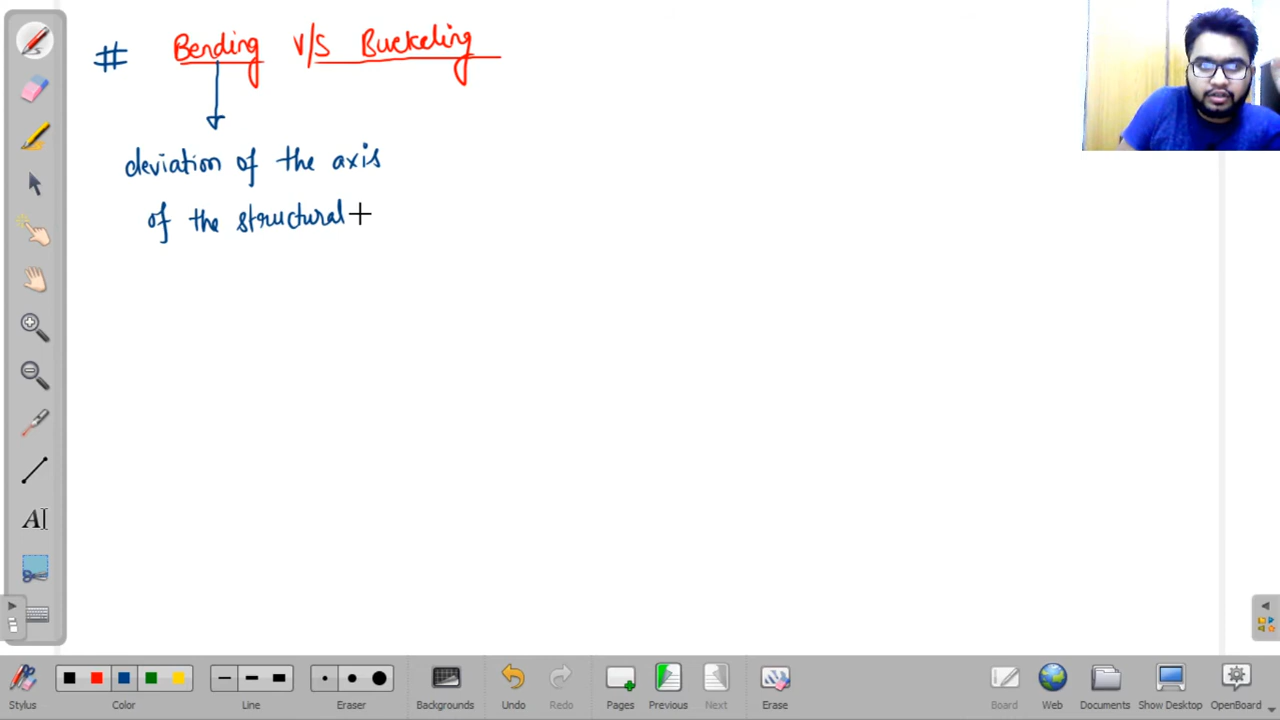 # Bending v/s Buckeling
deviation of the axis
of the structural
AI
Stylus
Color
Line
Eraser
Backgrounds
Undo
Redo
Pages
Previous
Next
Erase
Board
Web
Documents
Show Desktop
OpenBoard